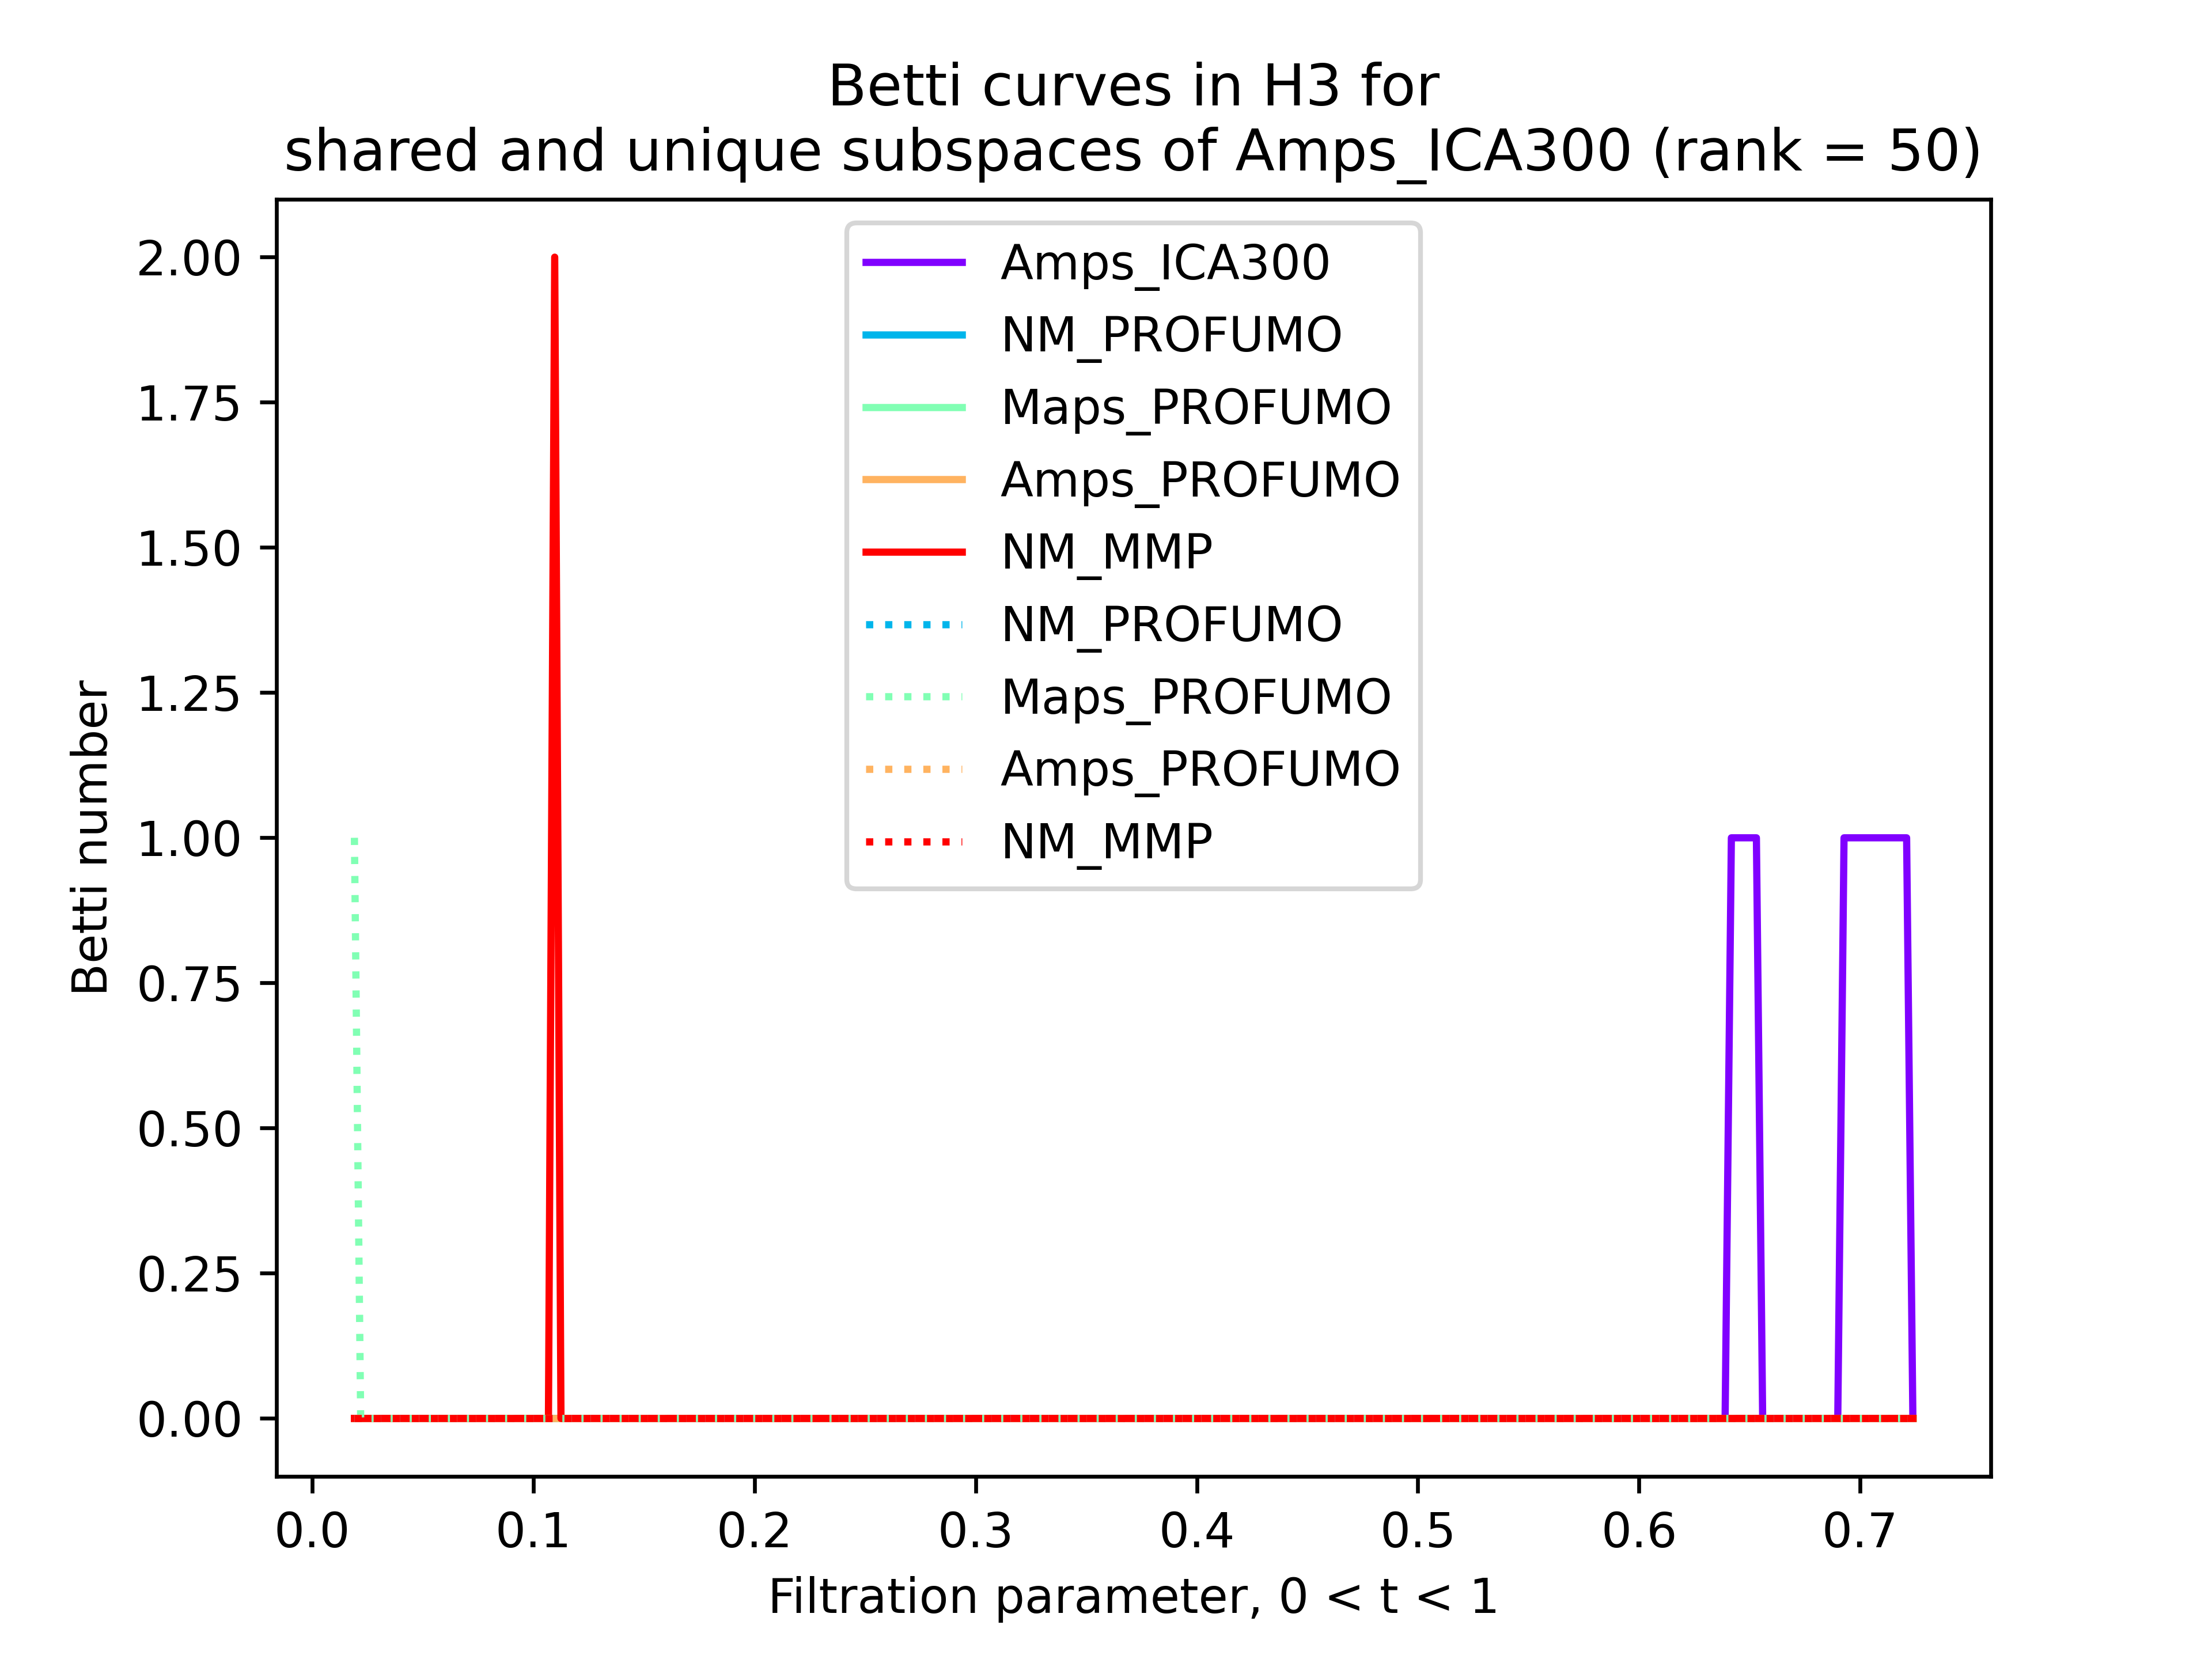 Betti curves in H3 for
shared and unique subspaces of Amps_ICA300 (rank = 50)
2.00
1.75
1.50
1.25
1.00
0.75
0.50
0.25
0.00
Betti number
Amps_ICA300
NM_PROFUMO
Maps_PROFUMO
Amps_PROFUMO
NM_MMP
NM_PROFUMO
Maps_PROFUMO
Amps_PROFUMO
NM_MMP
0.0 0.1 0.2 0.3 0.4 0.5 0.6 0.7
Filtration parameter, 0 < t < 1